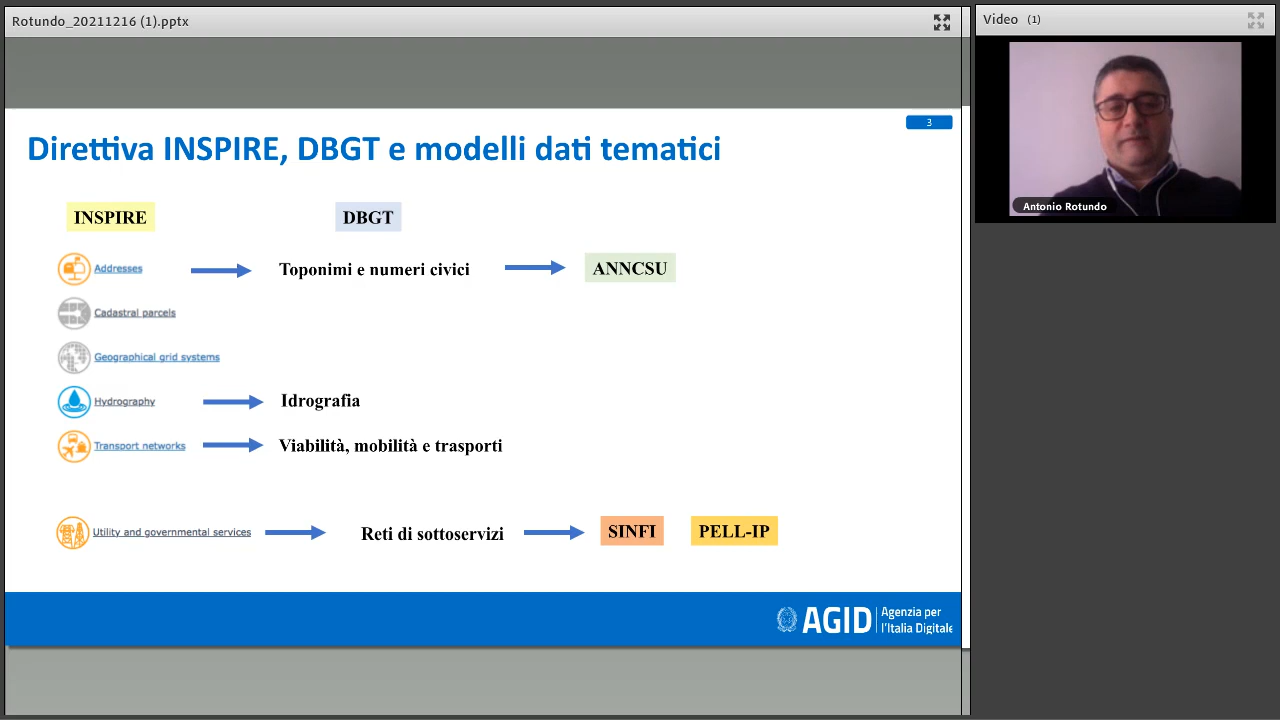 Rotundo_20211216 (1).pptx
Video (1)
Antonio Rotundo
3
Direttiva INSPIRE, DBGT e modelli dati tematici
INSPIRE
DBGT
Addresses
Toponimi e numeri civici
ANNCSU
Cadastral parcels
Geographical grid systems
Hydrography
Idrografia
Transport networks
Viabilità, mobilità e trasporti
Utility and governmental services
Reti di sottoservizi
SINFI
PELL-IP
AGID
Agenzia per
l'Italia Digitale